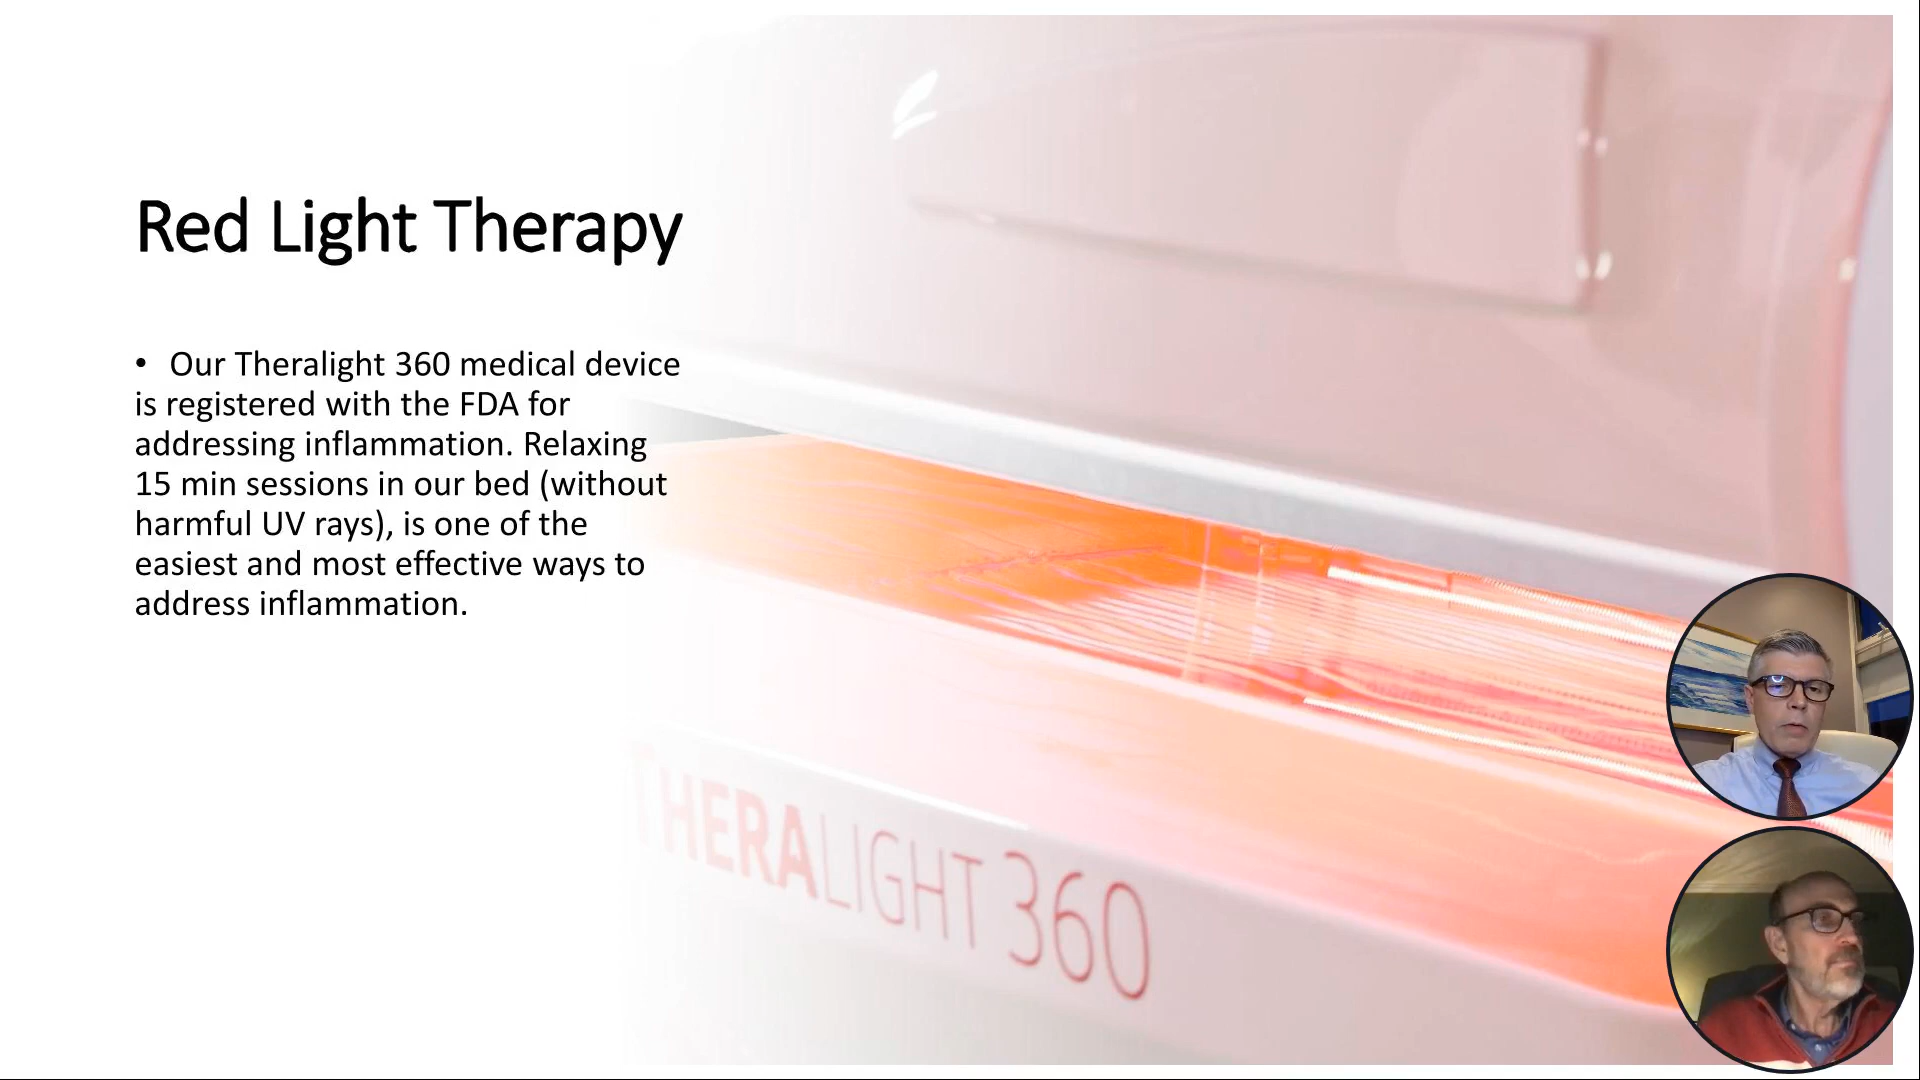 Red Light Therapy
• Our Theralight 360 medical device
is registered with the FDA for
addressing inflammation. Relaxing
15 min sessions in our bed (without
harmful UV rays), is one of the
easiest and most effective ways to
address inflammation.
THERALIGHT 360